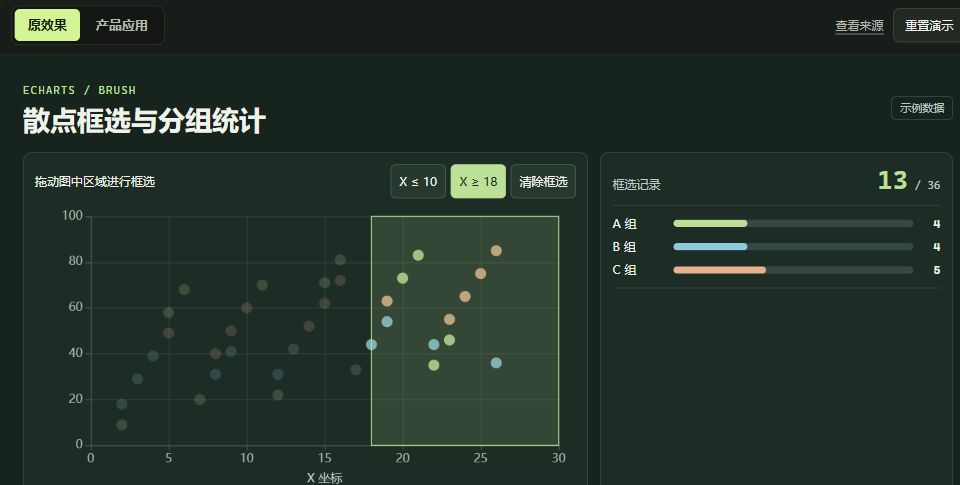 原效果 产品应用 查看来源 重置演示
ECHARTS / BRUSH
散点框选与分组统计 示例数据
拖动图中区域进行框选 X ≤ 10 X ≥ 18 清除框选
100
80
60
40
20
0
0 5 10 15 20 25 30
X 坐标
框选记录 13 / 36
A 组 4
B 组 4
C 组 5